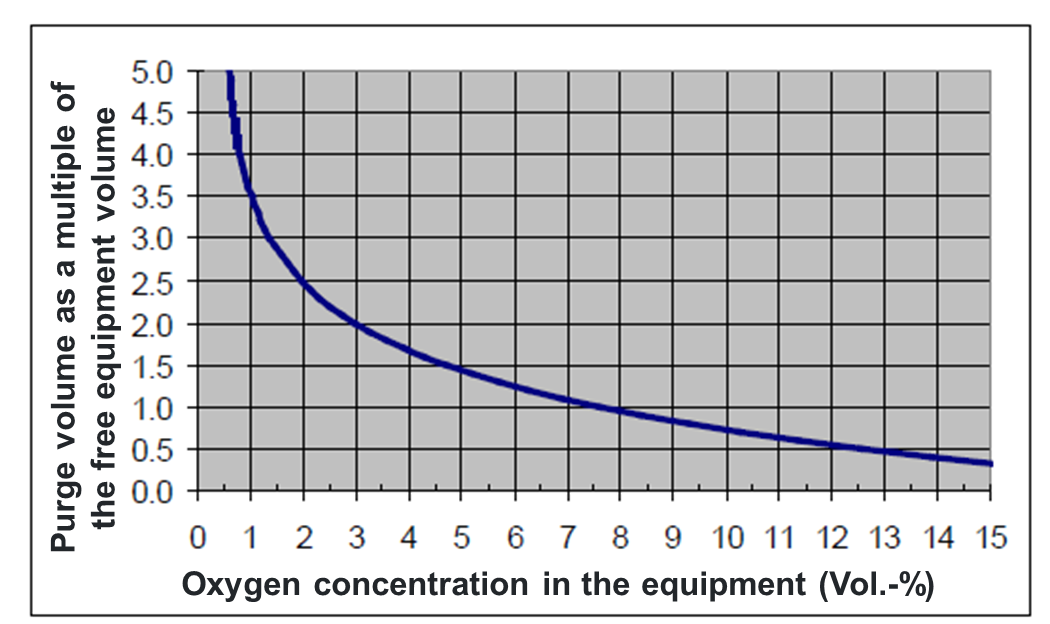 Purge volume as a multiple of
the free equipment volume
5.0
4.5
4.0
3.5
3.0
2.5
2.0
1.5
1.0
0.5
0.0
0 1 2 3 4 5 6 7 8 9 10 11 12 13 14 15
Oxygen concentration in the equipment (Vol.-%)